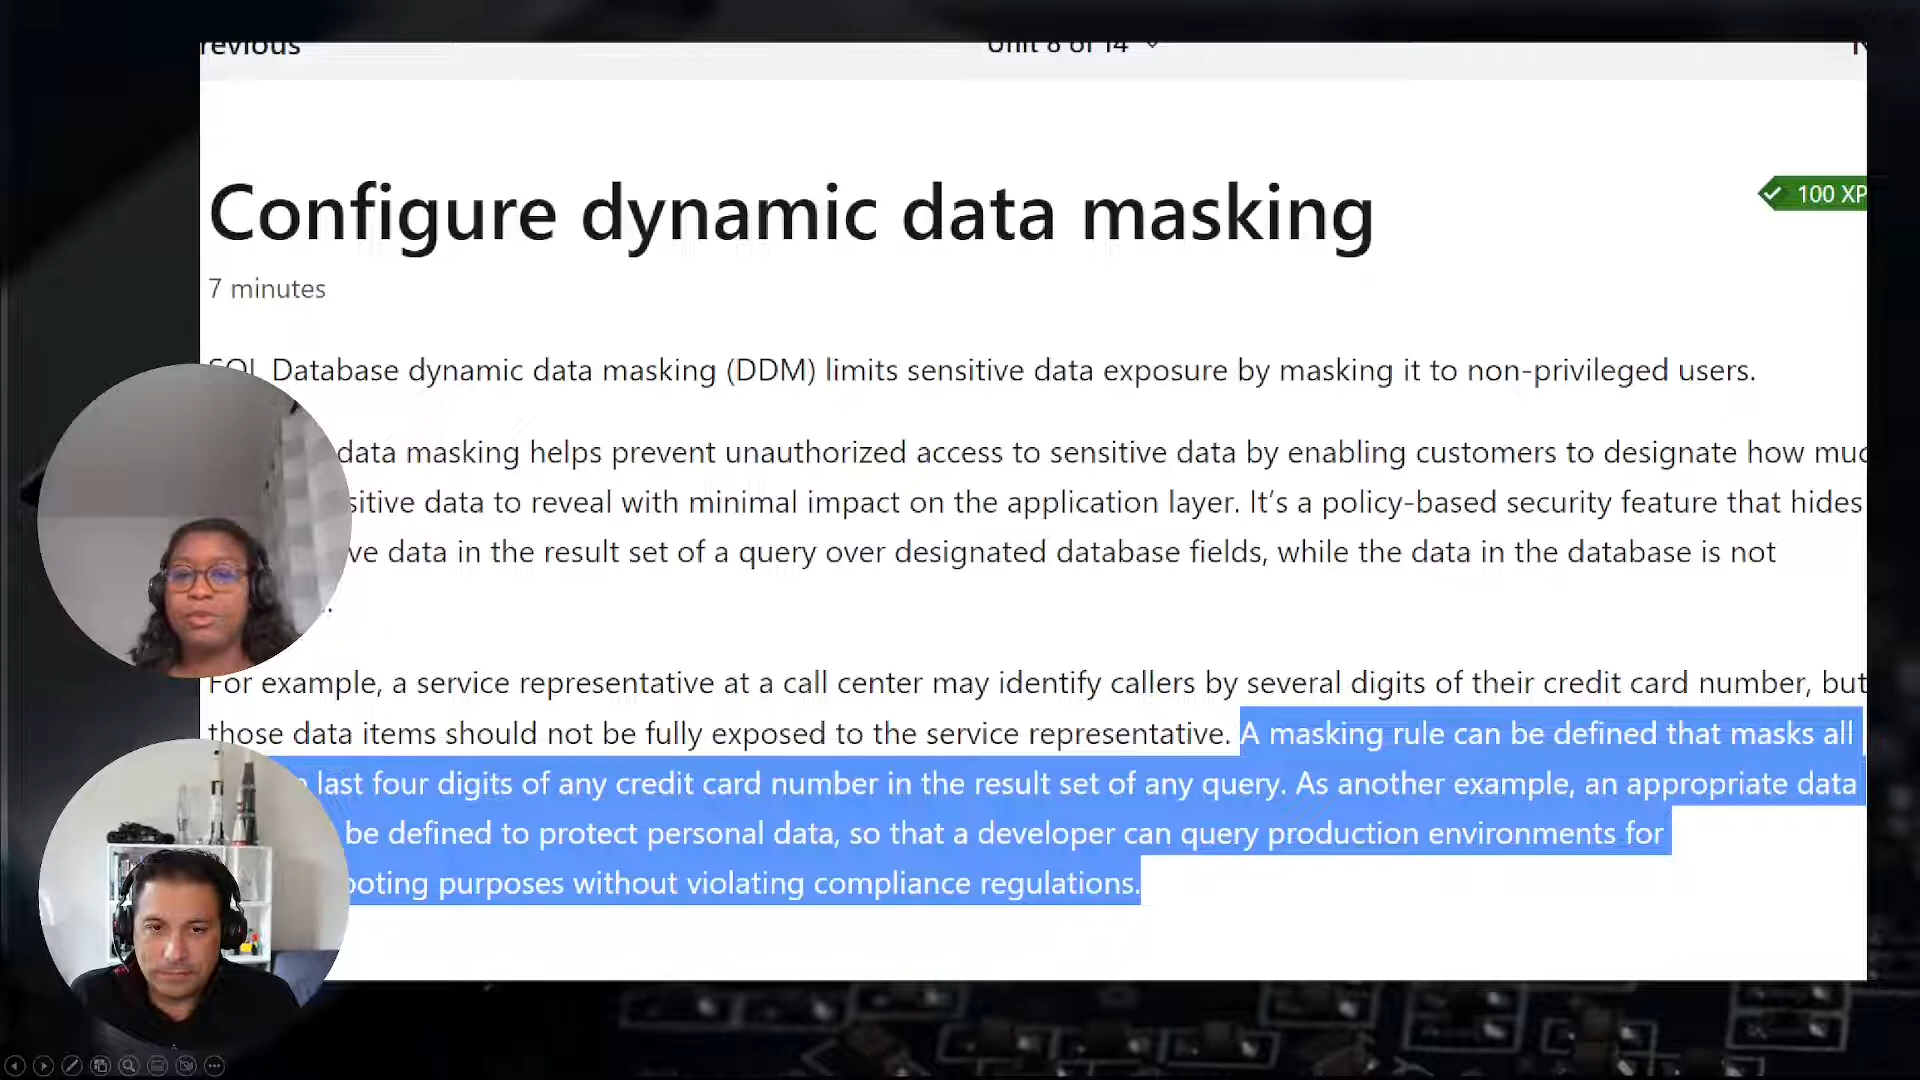 revious
Unit 8 of 14
Configure dynamic data masking
100 XP
7 minutes
SQL Database dynamic data masking (DDM) limits sensitive data exposure by masking it to non-privileged users.
data masking helps prevent unauthorized access to sensitive data by enabling customers to designate how muc
sitive data to reveal with minimal impact on the application layer. It’s a policy-based security feature that hides
ve data in the result set of a query over designated database fields, while the data in the database is not
.
For example, a service representative at a call center may identify callers by several digits of their credit card number, but
those data items should not be fully exposed to the service representative. A masking rule can be defined that masks all
last four digits of any credit card number in the result set of any query. As another example, an appropriate data
be defined to protect personal data, so that a developer can query production environments for
ooting purposes without violating compliance regulations.